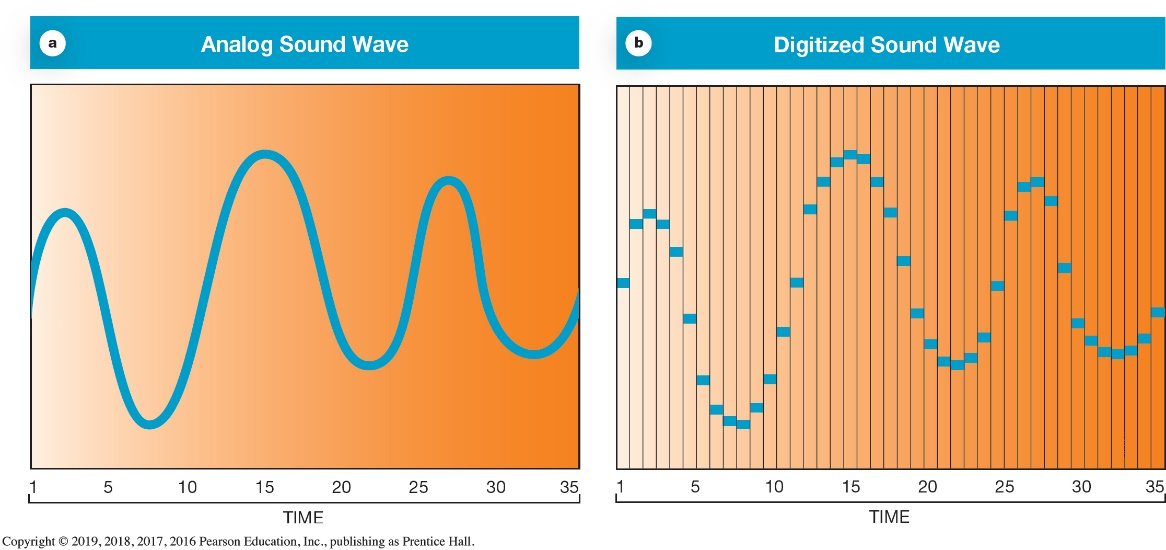 a Analog Sound Wave
1 5 10 15 20 25 30 35
TIME
b Digitized Sound Wave
1 5 10 15 20 25 30 35
TIME
Copyright © 2019, 2018, 2017, 2016 Pearson Education, Inc., publishing as Prentice Hall.